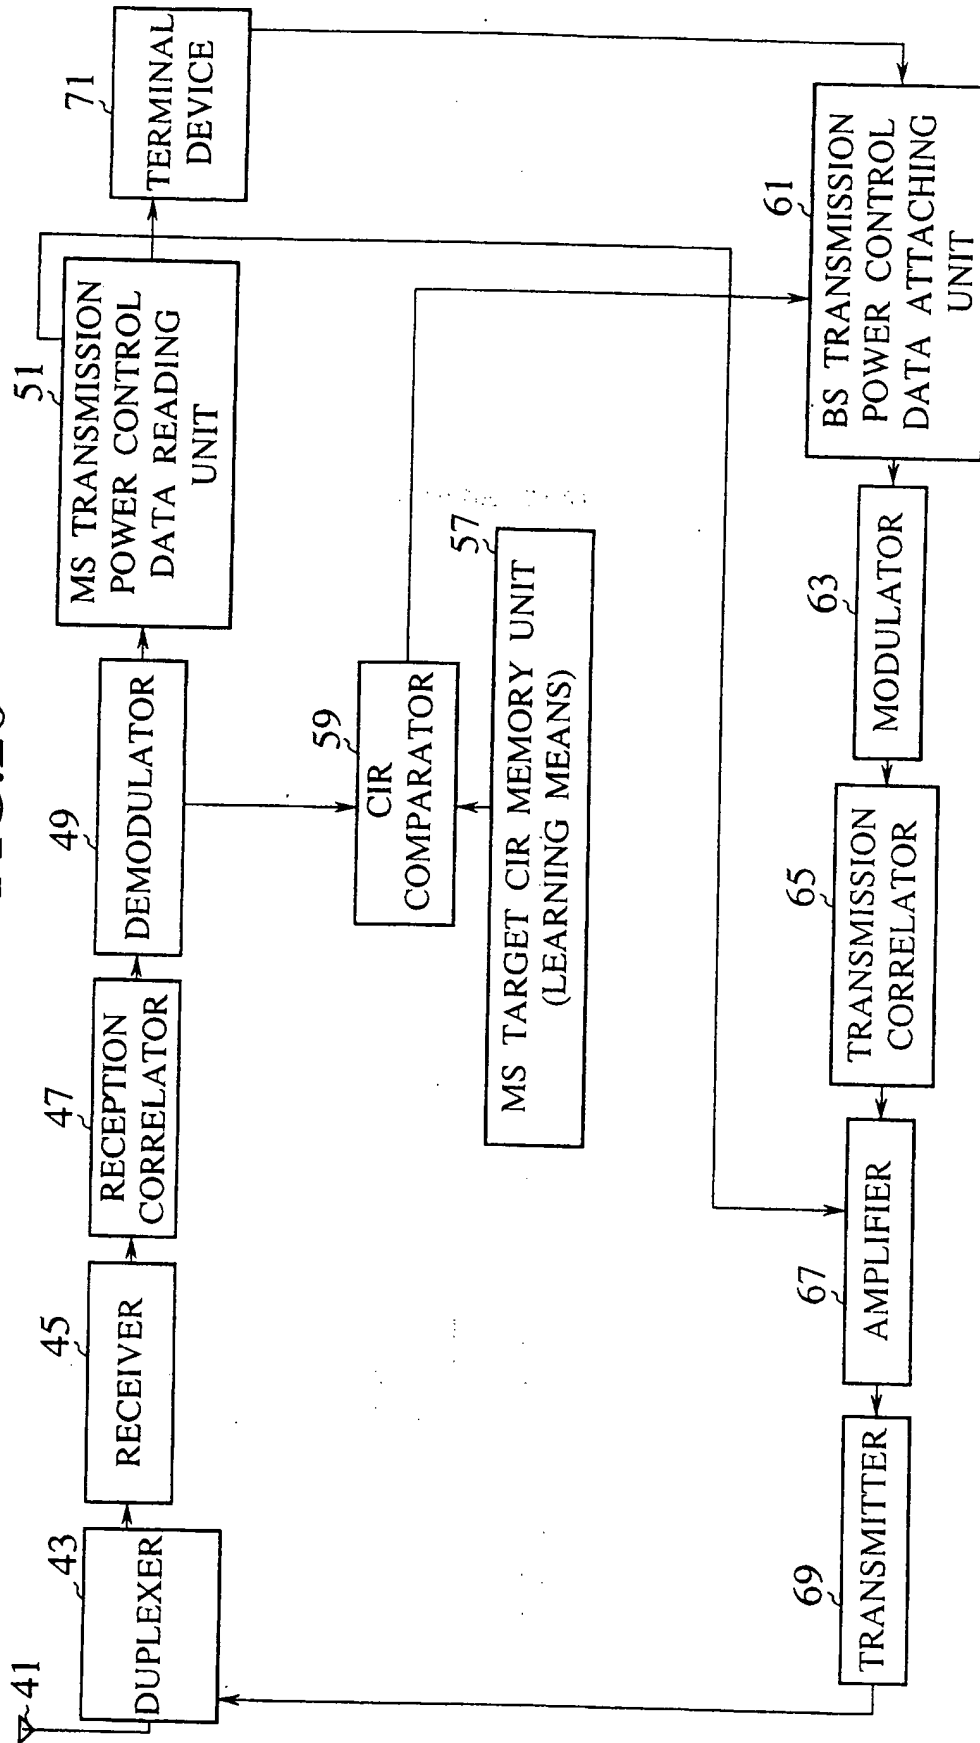 41
43
DUPLEXER
45
RECEIVER
47
RECEPTION
CORRELATOR
49
DEMODULATOR
51
MS TRANSMISSION
POWER CONTROL
DATA READING
UNIT
71
TERMINAL
DEVICE
59
CIR
COMPARATOR
57
MS TARGET CIR MEMORY UNIT
(LEARNING MEANS)
69
TRANSMITTER
67
AMPLIFIER
65
TRANSMISSION
CORRELATOR
63
MODULATOR
61
BS TRANSMISSION
POWER CONTROL
DATA ATTACHING
UNIT